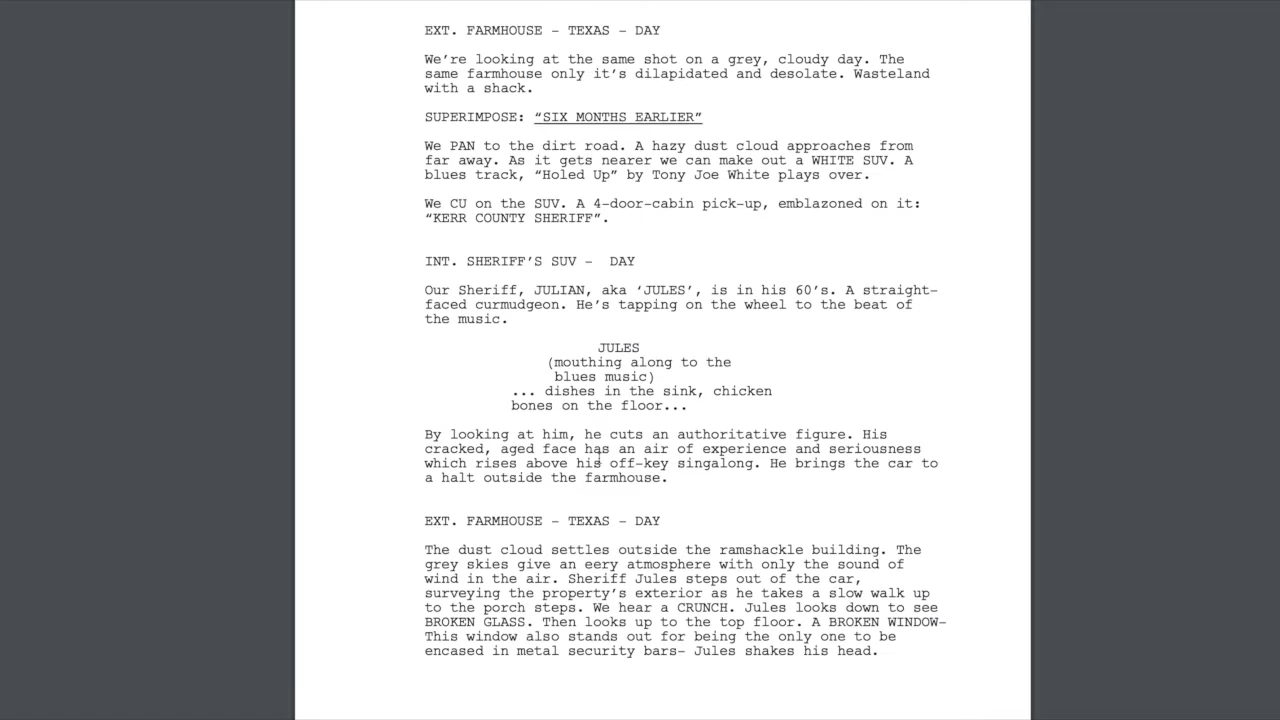 EXT. FARMHOUSE – TEXAS – DAY
We’re looking at the same shot on a grey, cloudy day. The
same farmhouse only it’s dilapidated and desolate. Wasteland
with a shack.
SUPERIMPOSE: “SIX MONTHS EARLIER”
We PAN to the dirt road. A hazy dust cloud approaches from
far away. As it gets nearer we can make out a WHITE SUV. A
blues track, “Holed Up” by Tony Joe White plays over.
We CU on the SUV. A 4-door-cabin pick-up, emblazoned on it:
“KERR COUNTY SHERIFF”.
INT. SHERIFF’S SUV – DAY
Our Sheriff, JULIAN, aka ‘JULES’, is in his 60’s. A straight-
faced curmudgeon. He’s tapping on the wheel to the beat of
the music.
JULES
(mouthing along to the
blues music)
... dishes in the sink, chicken
bones on the floor...
By looking at him, he cuts an authoritative figure. His
cracked, aged face has an air of experience and seriousness
which rises above his off-key singalong. He brings the car to
a halt outside the farmhouse.
EXT. FARMHOUSE – TEXAS – DAY
The dust cloud settles outside the ramshackle building. The
grey skies give an eery atmosphere with only the sound of
wind in the air. Sheriff Jules steps out of the car,
surveying the property’s exterior as he takes a slow walk up
to the porch steps. We hear a CRUNCH. Jules looks down to see
BROKEN GLASS. Then looks up to the top floor. A BROKEN WINDOW-
This window also stands out for being the only one to be
encased in metal security bars- Jules shakes his head.